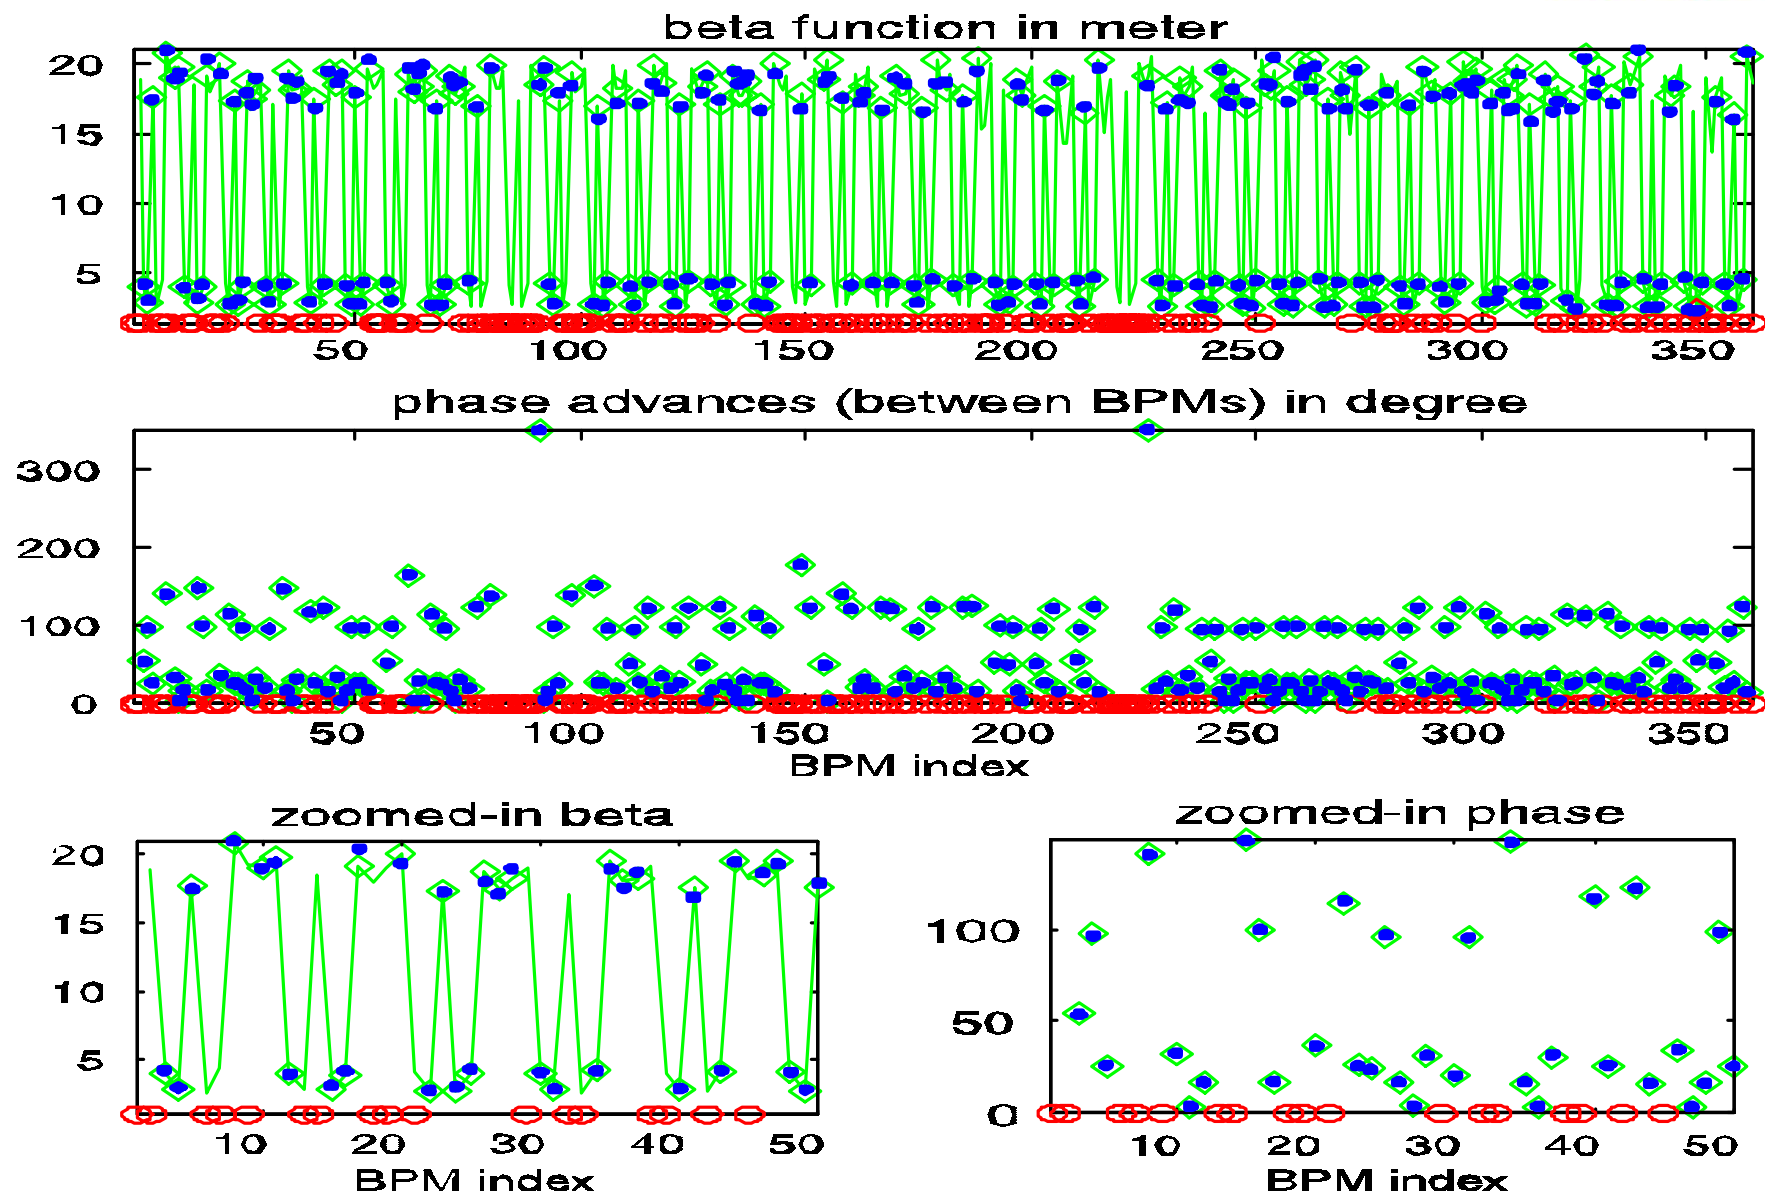 beta function in meter
20
15
10
5
50 100 150 200 250 300 350
phase advances (between BPMs) in degree
300
200
100
0
50 100 150 200 250 300 350
BPM index
zoomed-in beta
20
15
10
5
10 20 30 40 50
BPM index
zoomed-in phase
100
50
0
10 20 30 40 50
BPM index